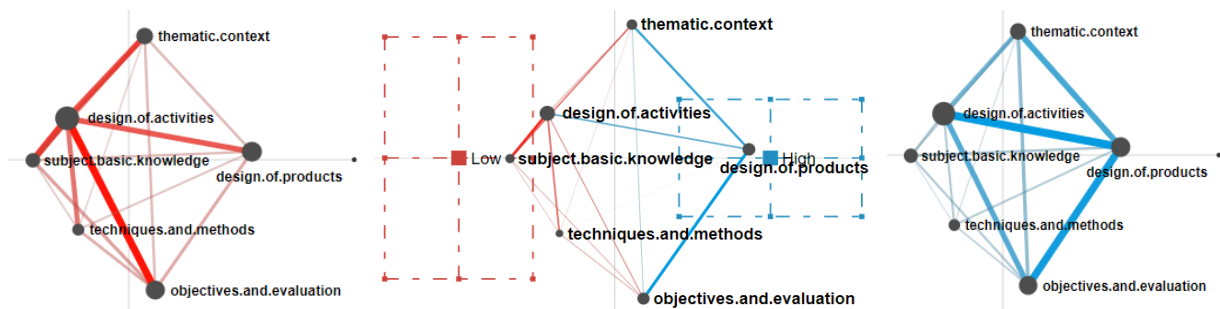 thematic.context
design.of.activities
subject.basic.knowledge
design.of.products
techniques.and.methods
objectives.and.evaluation
thematic.context
design.of.activities
subject.basic.knowledge
Low
High
design.of.products
techniques.and.methods
objectives.and.evaluation
thematic.context
design.of.activities
subject.basic.knowledge
design.of.products
techniques.and.methods
objectives.and.evaluation